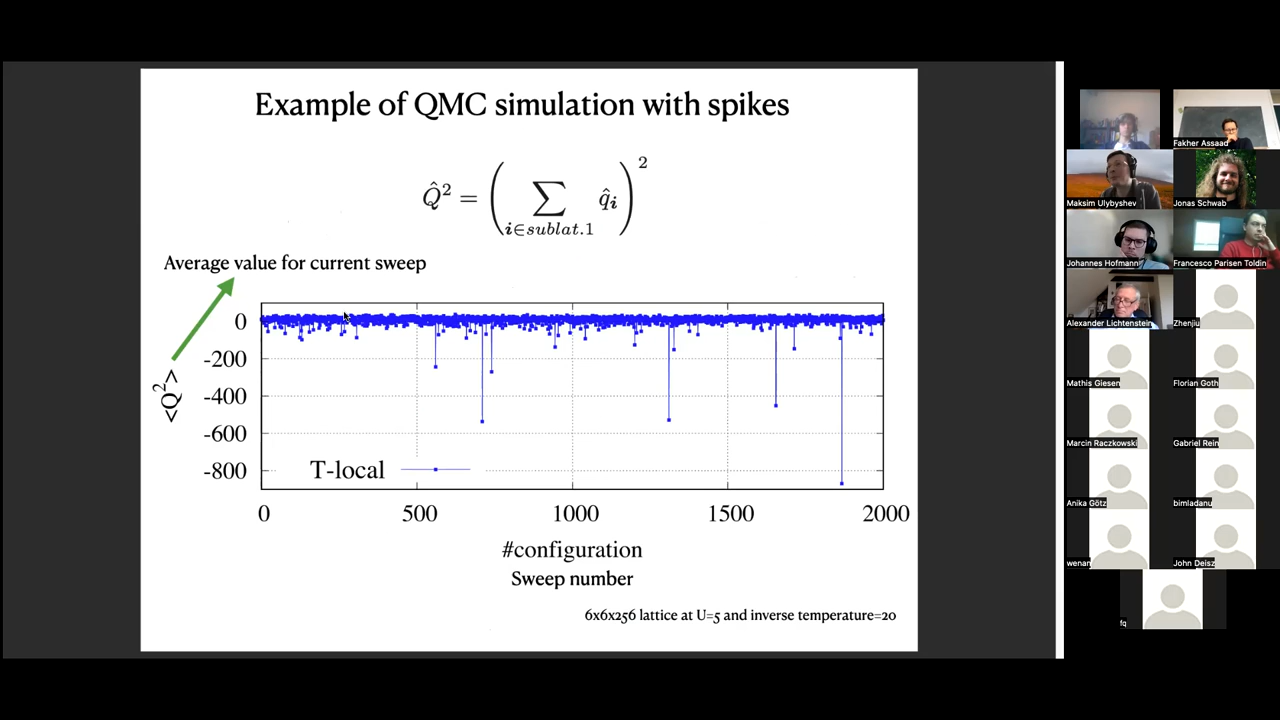 Example of QMC simulation with spikes
Q̂² = ( ∑ i∈sublat.1 q̂i )²
Average value for current sweep
<Q²>
0
-200
-400
-600
-800
T-local
0 500 1000 1500 2000
#configuration
Sweep number
6x6x256 lattice at U=5 and inverse temperature=20
Fakher Assaad
Maksim Ulybyshev
Jonas Schwab
Johannes Hofmann
Francesco Parisen Toldin
Alexander Lichtenstein
Zhenjiu
Mathis Giesen
Florian Goth
Marcin Raczkowski
Gabriel Rein
Anika Götz
bimladanu
wenan
John Deisz
fq